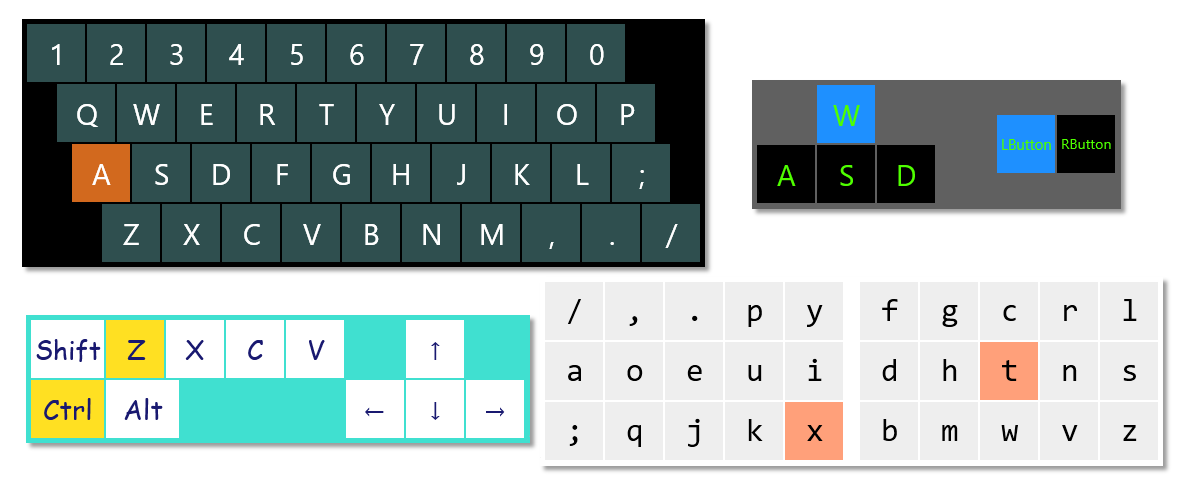 1 2 3 4 5 6 7 8 9 0
Q W E R T Y U I O P
A S D F G H J K L ;
Z X C V B N M , . /
W
LButton RButton
A S D
Shift Z X C V ↑
Ctrl Alt ← ↓ →
/ , . p y f g c r l
a o e u i d h t n s
; q j k x b m w v z